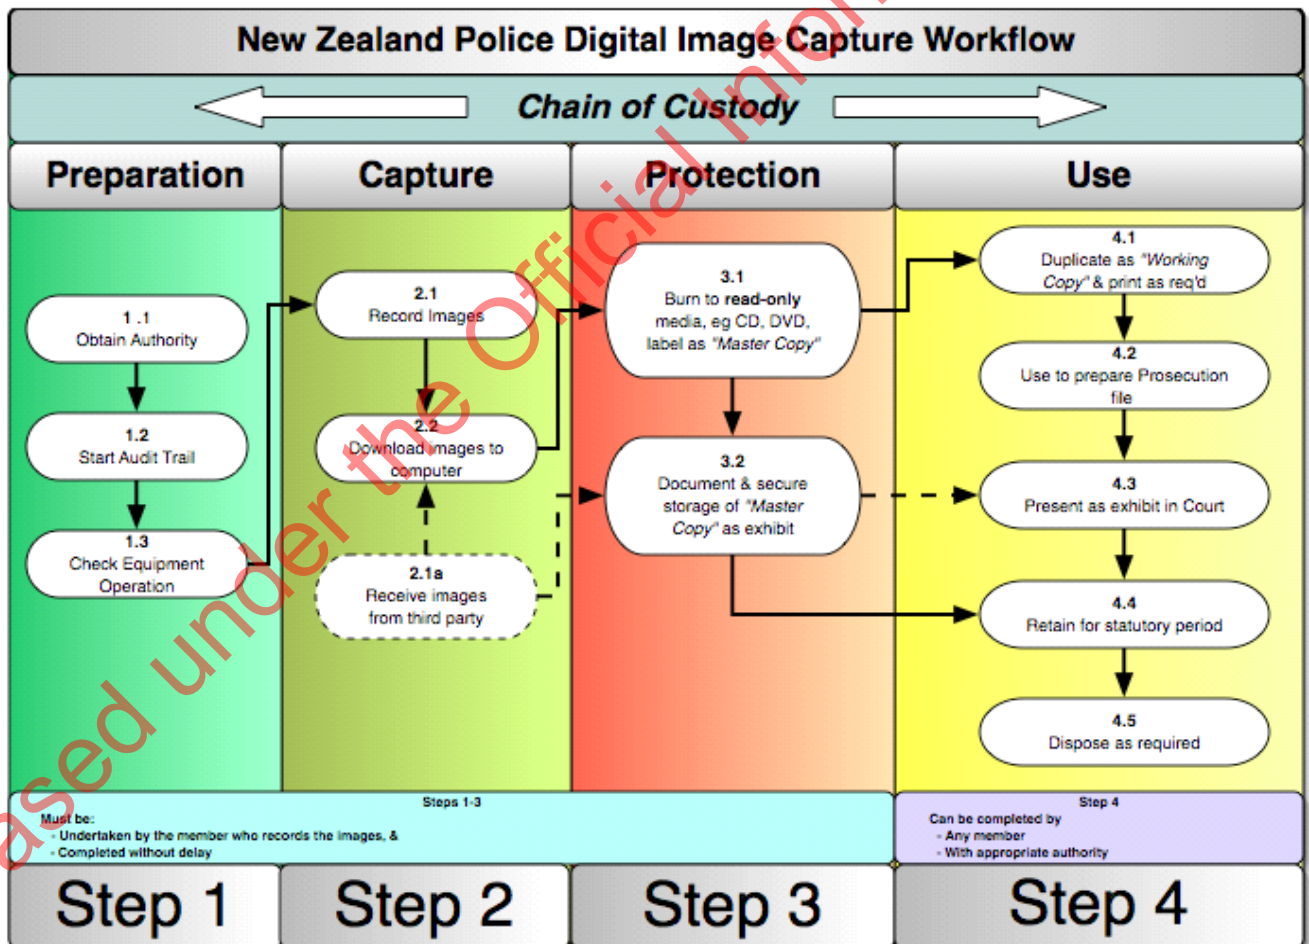 New Zealand Police Digital Image Capture Workflow
Chain of Custody
Preparation
Capture
Protection
Use
1 .1
Obtain Authority
1.2
Start Audit Trail
1.3
Check Equipment
Operation
2.1
Record Images
2.2
Download images to
computer
2.1a
Receive images
from third party
3.1
Burn to read-only
media, eg CD, DVD,
label as "Master Copy"
3.2
Document & secure
storage of "Master
Copy" as exhibit
4.1
Duplicate as "Working
Copy" & print as req'd
4.2
Use to prepare Prosecution
file
4.3
Present as exhibit in Court
4.4
Retain for statutory period
4.5
Dispose as required
Steps 1-3
Must be:
- Undertaken by the member who records the images, &
- Completed without delay
Step 4
Can be completed by
- Any member
- With appropriate authority
Step 1
Step 2
Step 3
Step 4
ased under the Official Infor